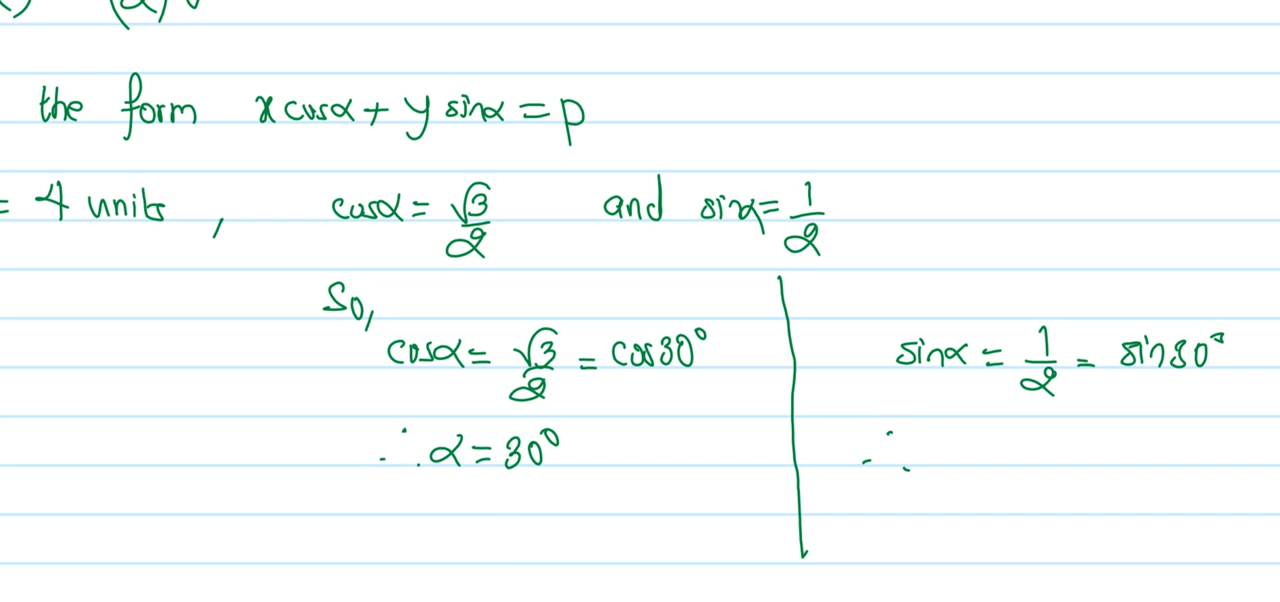 the form x cosα + y sinα = p
= 4 units, cosα = √3/2 and sinα = 1/2
So,
cosα = √3/2 = cos30° sinα = 1/2 = sin30°
∴ α = 30° ∴